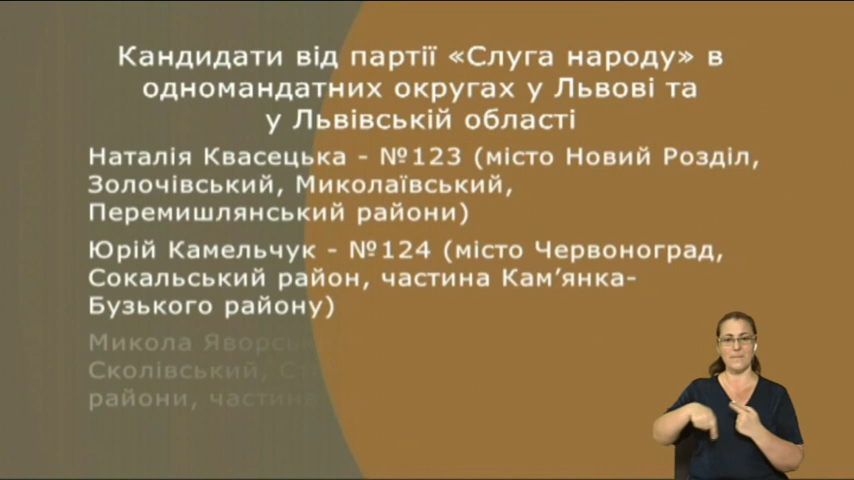 Кандидати від партії «Слуга народу» в
одномандатних округах у Львові та
у Львівській області
Наталія Квасецька - №123 (місто Новий Розділ,
Золочівський, Миколаївський,
Перемишлянський райони)
Юрій Камельчук - №124 (місто Червоноград,
Сокальський район, частина Кам’янка-
Бузького району)
Микола
Сколівський,
райони, частина